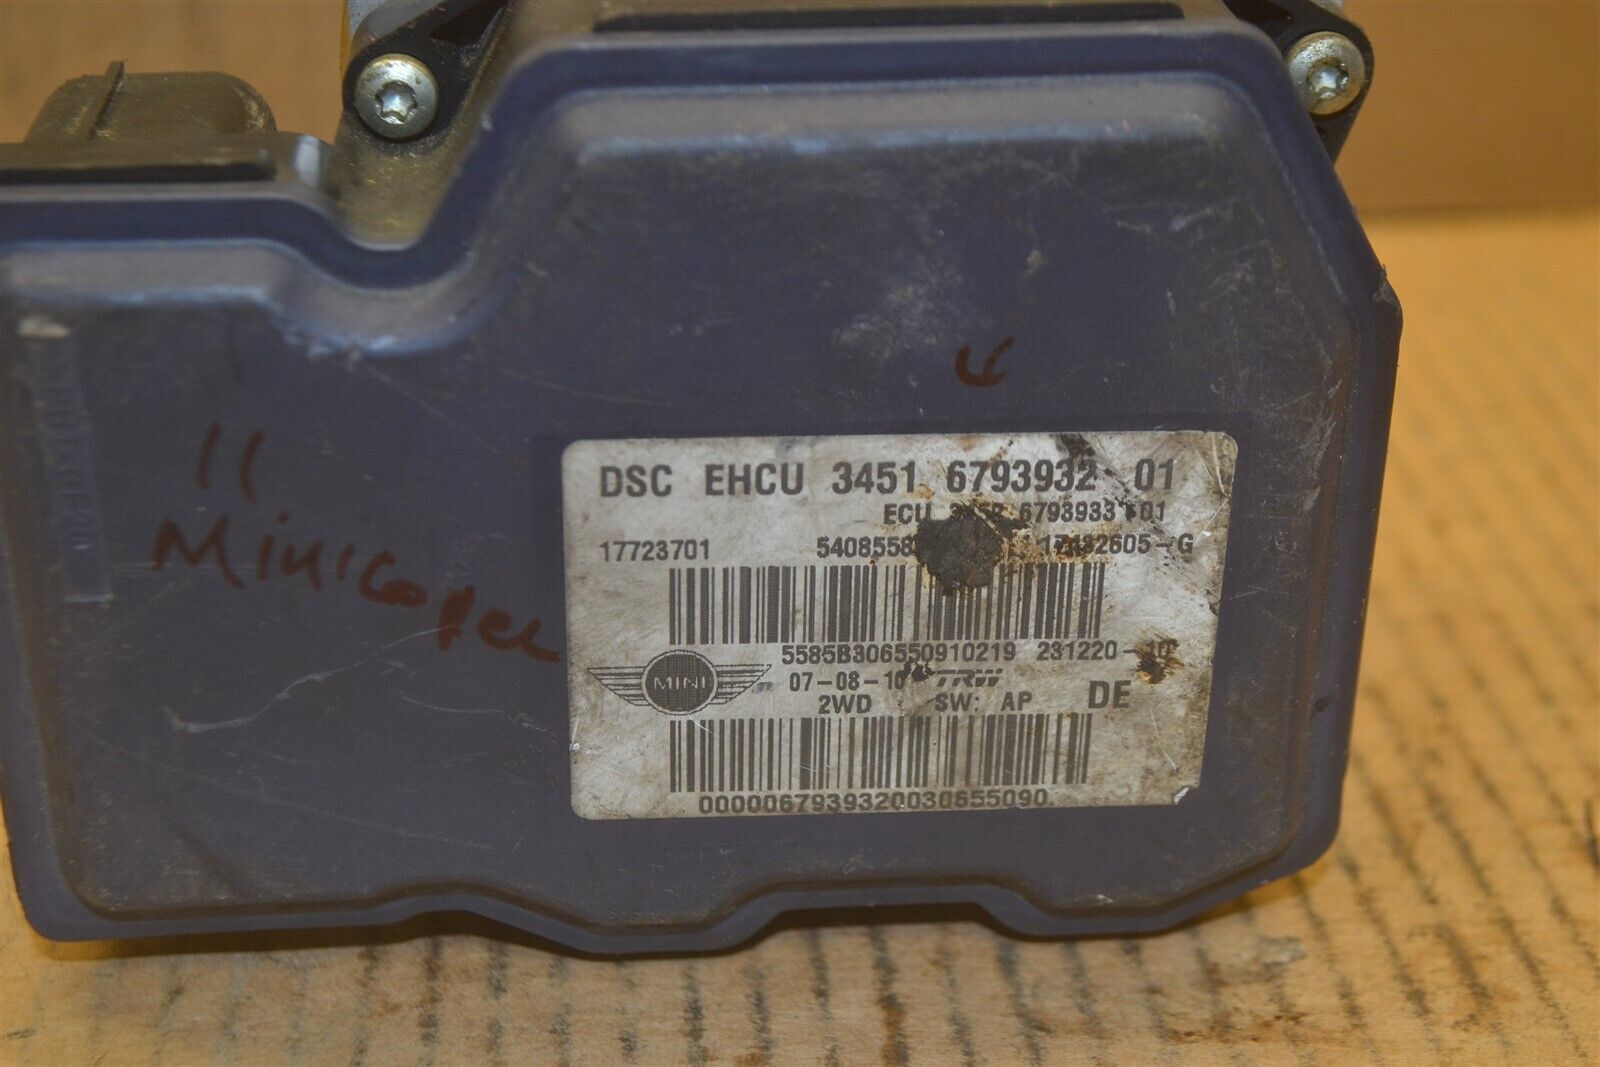 11
Minicooper
DSC EHCU 3451 6793932 01
ECU 6793933 01
17723701 -G
5585B306550910219 231220-10
MINI
07-08-10 TRW
2WD SW: AP DE
0000067939320030655090